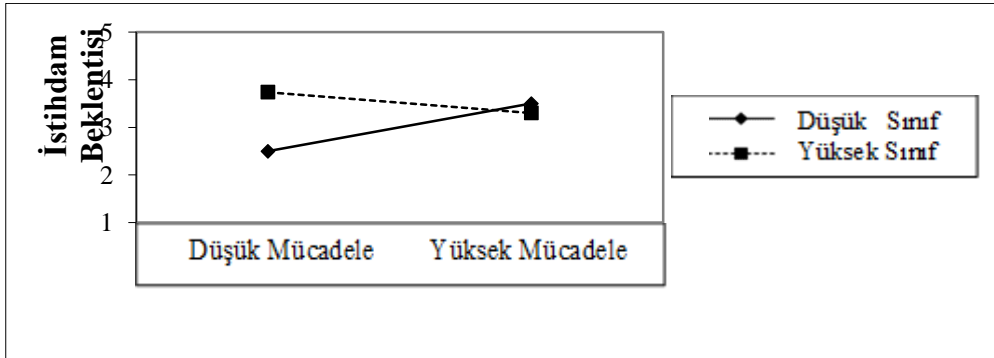 İstihdam
Beklentisi
5
4
3
2
1
Düşük Mücadele
Yüksek Mücadele
Düşük Sınıf
Yüksek Sınıf